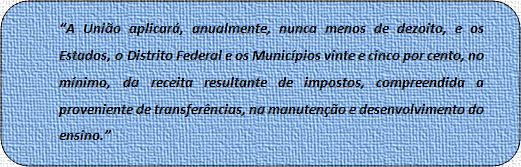 “A União aplicará, anualmente, nunca menos de dezoito, e os
Estados, o Distrito Federal e os Municípios vinte e cinco por cento, no
mínimo, da receita resultante de impostos, compreendida a
proveniente de transferências, na manutenção e desenvolvimento do
ensino.”